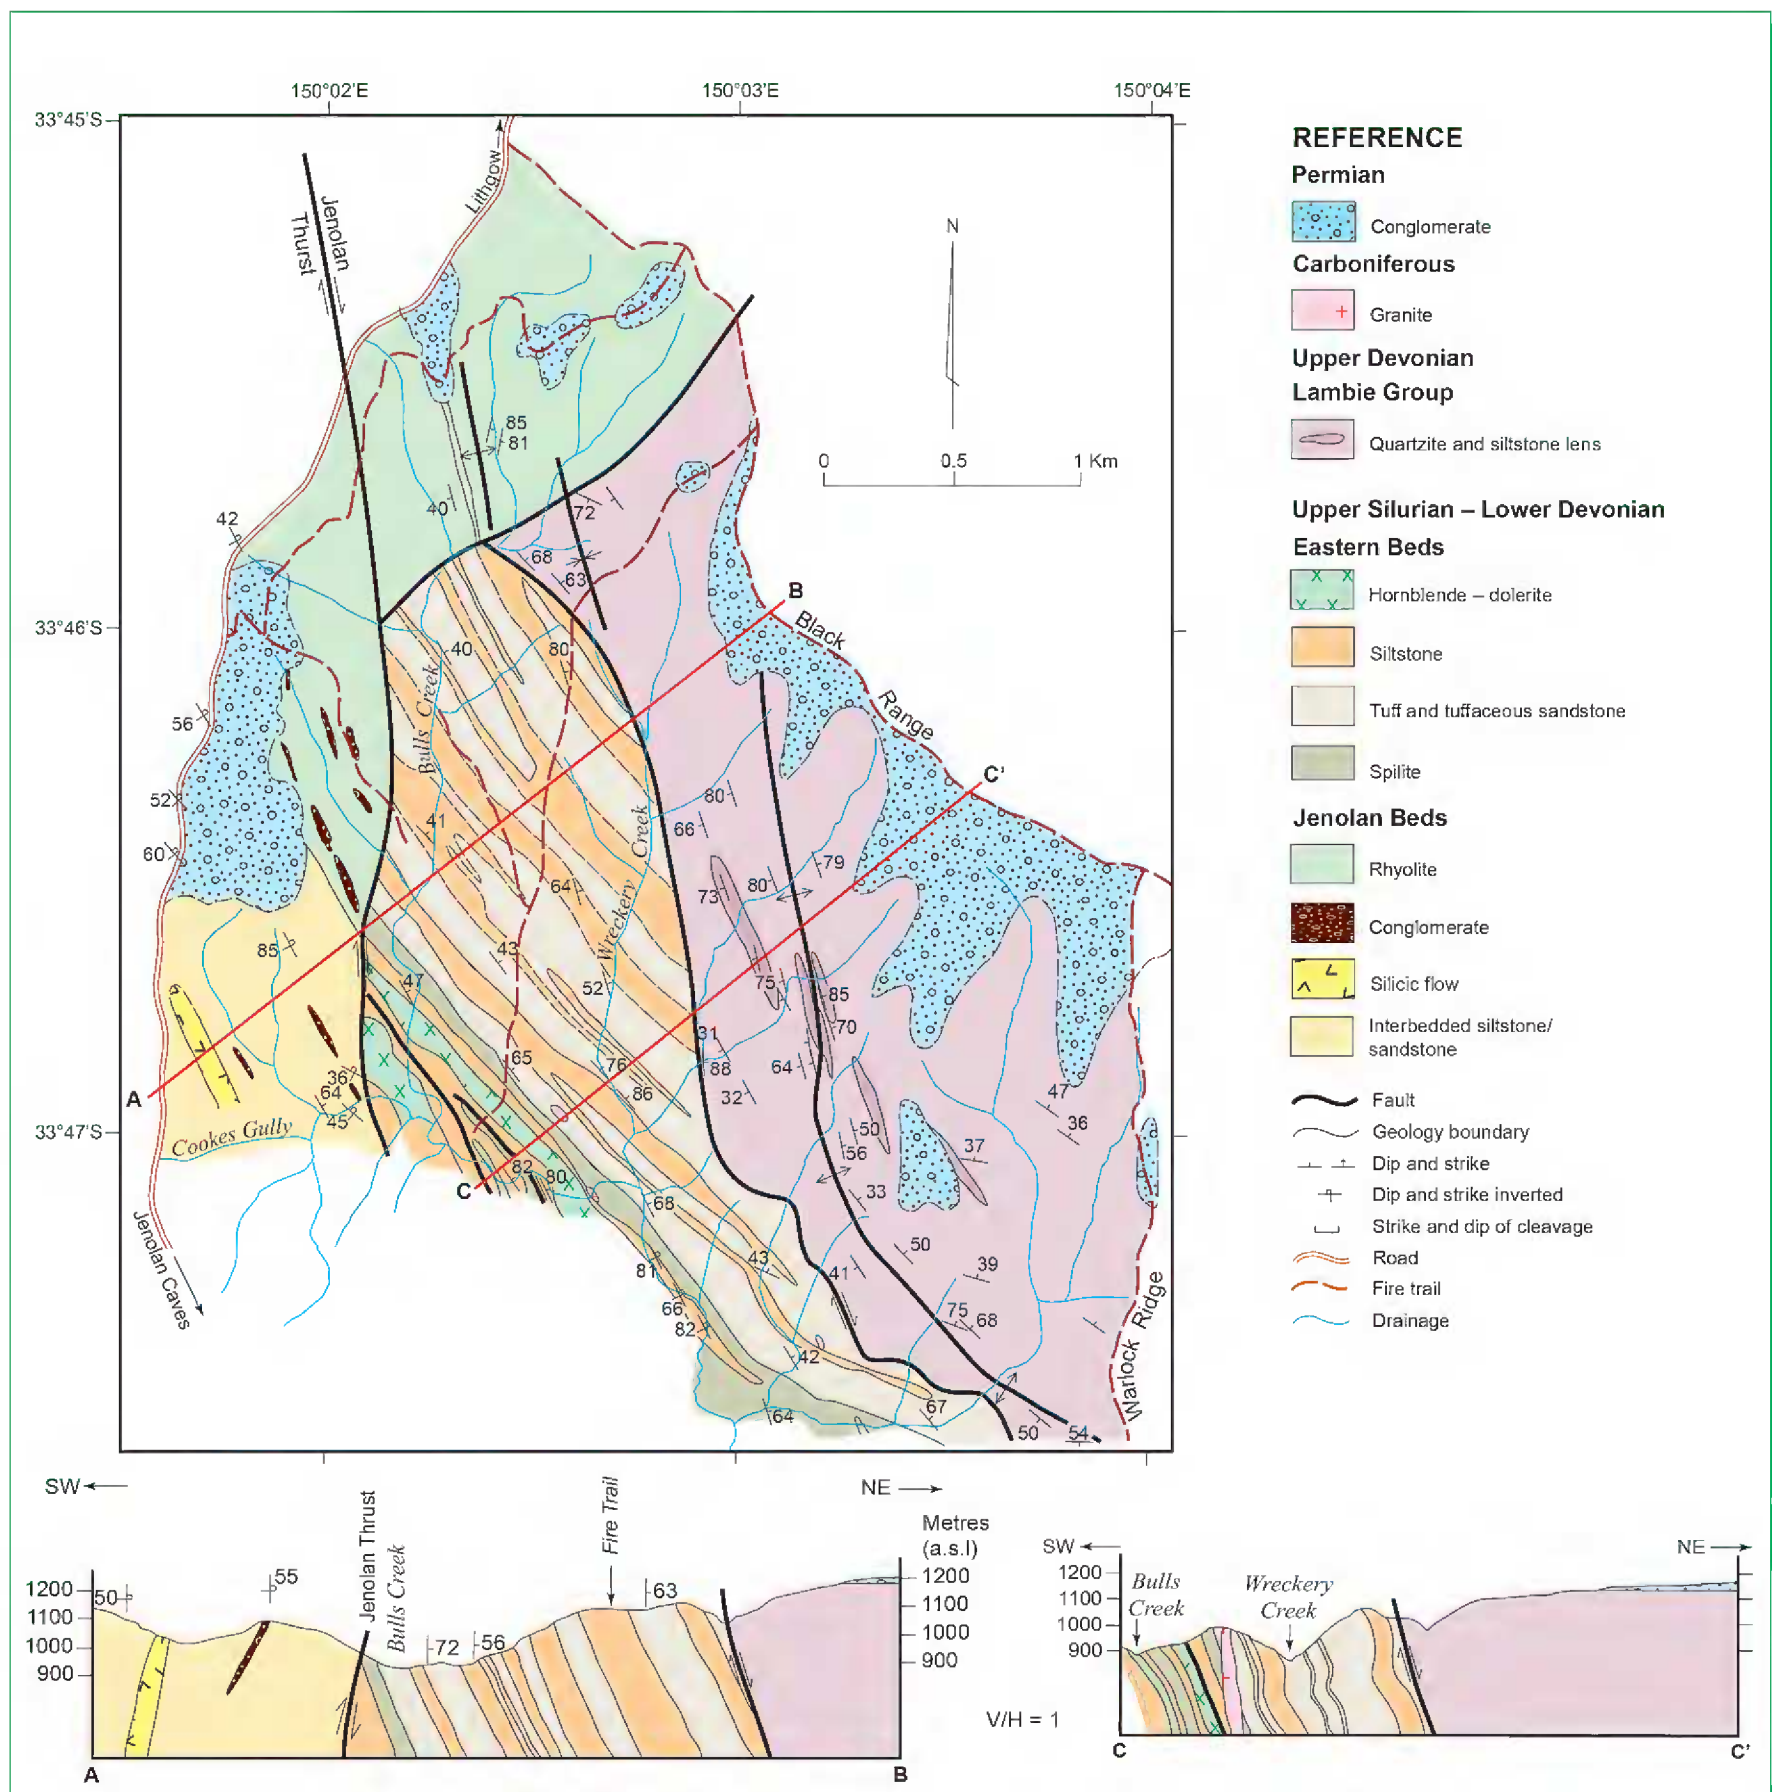 150°02'E
150°03'E
150°04'E
33°45'S
33°46'S
33°47'S
Lithgow
Jenolan
Thurst
N
0 0.5 1 Km
85
81
40
42
72
68
63
B
Black
Range
40
80
Bulls Creek
56
52
60
41
80
66
C'
79
Creek
64
73
80
85
43
47
52
Wreckery
75
85
70
31
65
76
88
64
36
64
45
86
32
47
36
A
Cookes Gully
50
56
37
C
82
80
33
68
Jenolan Caves
81
43
41
50
39
66
82
75
68
42
Warlock Ridge
64
67
50
54
REFERENCE
Permian
Conglomerate
Carboniferous
Granite
Upper Devonian
Lambie Group
Quartzite and siltstone lens
Upper Silurian – Lower Devonian
Eastern Beds
Hornblende – dolerite
Siltstone
Tuff and tuffaceous sandstone
Spilite
Jenolan Beds
Rhyolite
Conglomerate
Silicic flow
Interbedded siltstone/
sandstone
Fault
Geology boundary
Dip and strike
Dip and strike inverted
Strike and dip of cleavage
Road
Fire trail
Drainage
SW
NE
Metres
(a.s.l)
1200
1100
1000
900
50
55
Jenolan Thrust
Bulls Creek
72
56
Fire Trail
63
1200
1100
1000
900
A
B
V/H = 1
SW
NE
1200
1100
1000
900
Bulls
Creek
Wreckery
Creek
C
C'